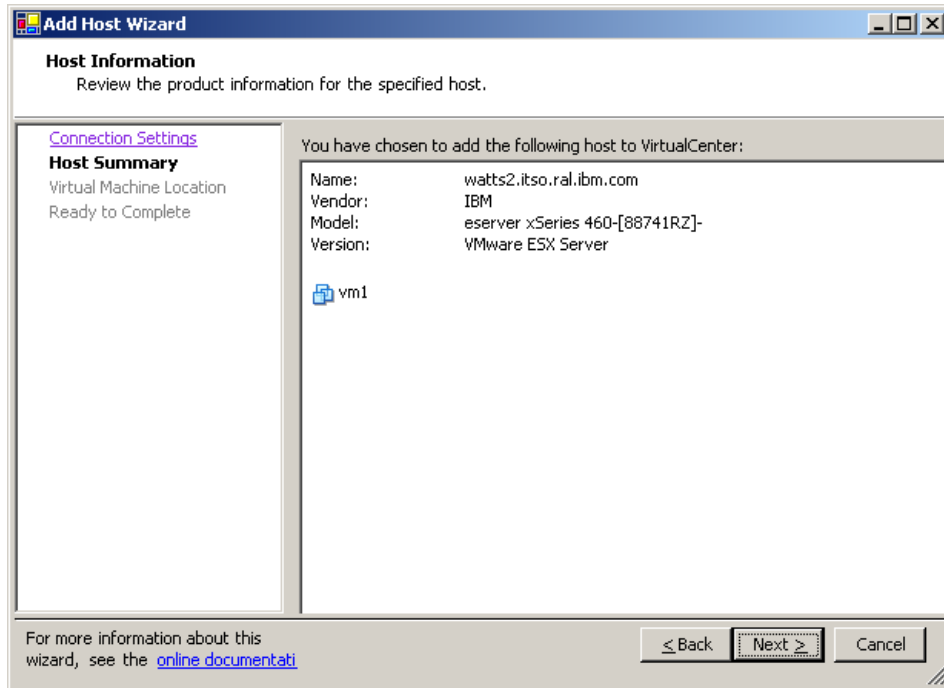 Add Host Wizard
Host Information
Review the product information for the specified host.
Connection Settings
Host Summary
Virtual Machine Location
Ready to Complete
You have chosen to add the following host to VirtualCenter:
Name: watts2.itso.ral.ibm.com
Vendor: IBM
Model: eserver xSeries 460-[88741RZ]-
Version: VMware ESX Server
vm1
For more information about this
wizard, see the online documentati
< Back Next > Cancel